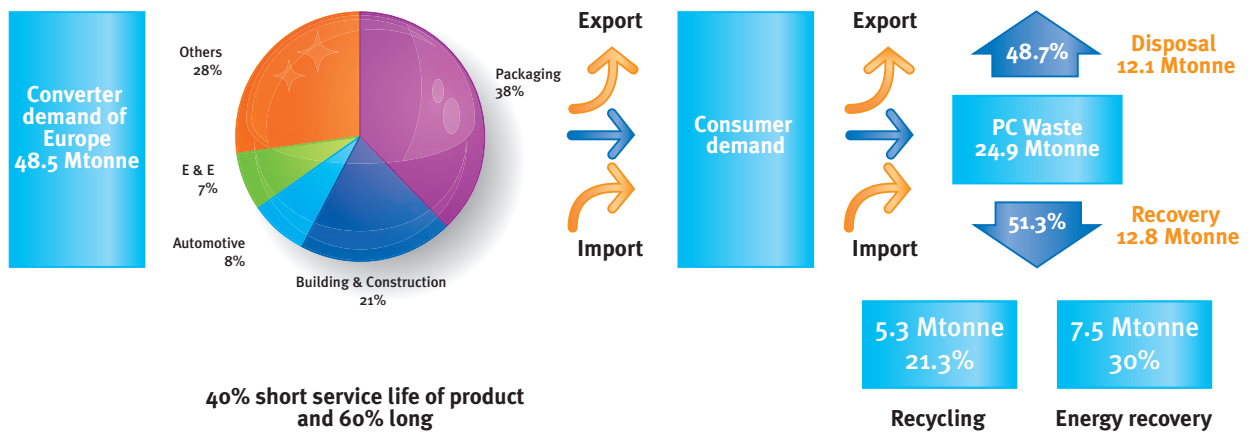 Converter
demand of
Europe
48.5 Mtonne
Others
28%
Packaging
38%
E & E
7%
Automotive
8%
Building & Construction
21%
40% short service life of product
and 60% long
Export
Import
Consumer
demand
Export
Import
48.7%
Disposal
12.1 Mtonne
PC Waste
24.9 Mtonne
51.3%
Recovery
12.8 Mtonne
5.3 Mtonne
21.3%
Recycling
7.5 Mtonne
30%
Energy recovery